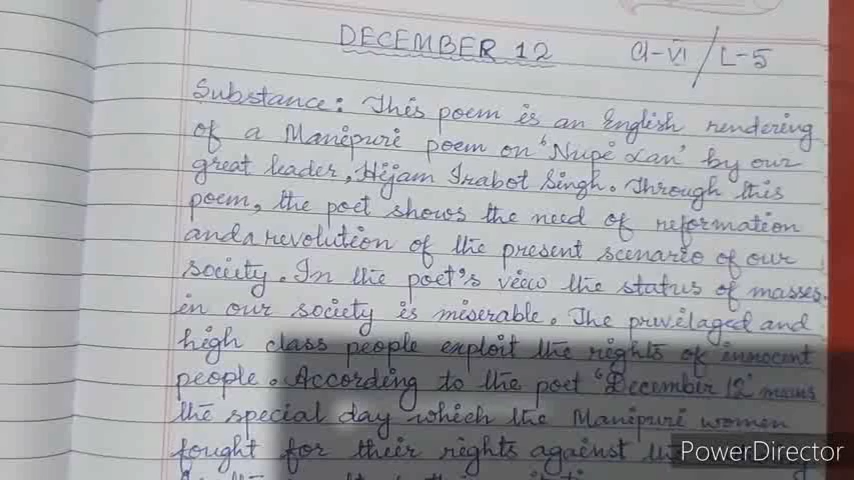 DECEMBER 12
Cl-VI / L-5
Substance: This poem is an English rendering
of a Manipuri poem on 'Nupi Lan' by our
great leader, Hijam Irabot Singh. Through this
poem, the poet shows the need of reformation
and a revolution of the present scenario of our
society. In the poet's view the status of masses
in our society is miserable. The privilaged and
high class people exploit the rights of innocent
people. According to the poet 'December 12' means
the special day which the Manipuri women
fought for their rights against
PowerDirector